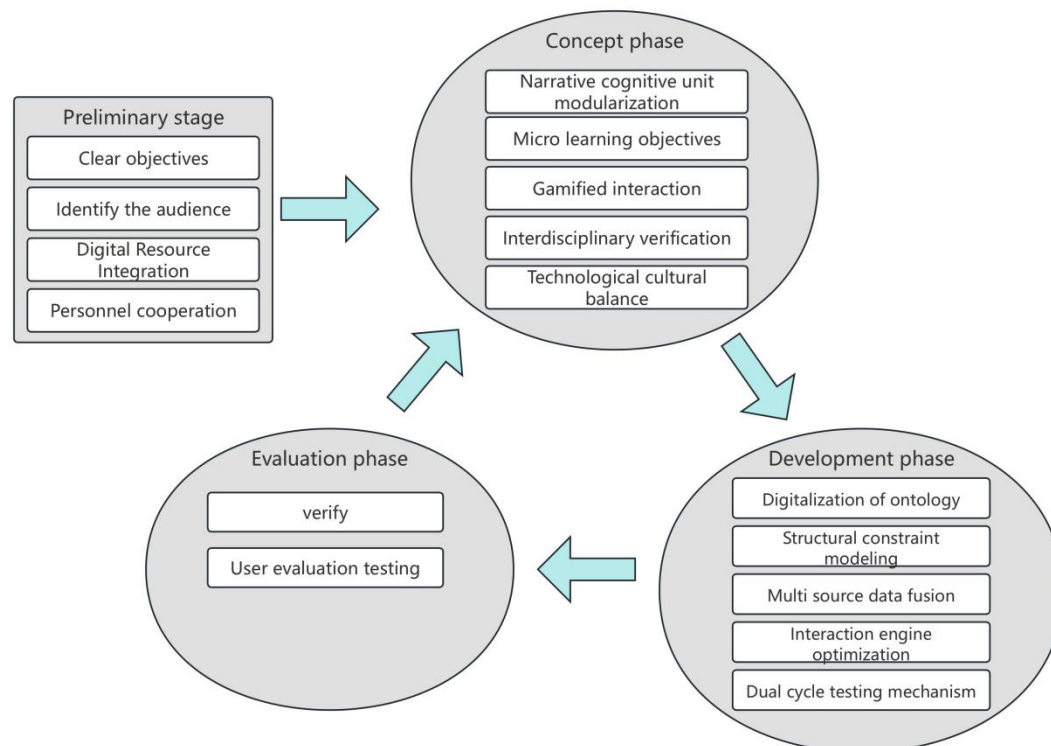 Preliminary stage
Clear objectives
Identify the audience
Digital Resource
Integration
Personnel cooperation
Concept phase
Narrative cognitive unit
modularization
Micro learning objectives
Gamified interaction
Interdisciplinary verification
Technological cultural
balance
Development phase
Digitalization of ontology
Structural constraint
modeling
Multi source data fusion
Interaction engine
optimization
Dual cycle testing mechanism
Evaluation phase
verify
User evaluation testing